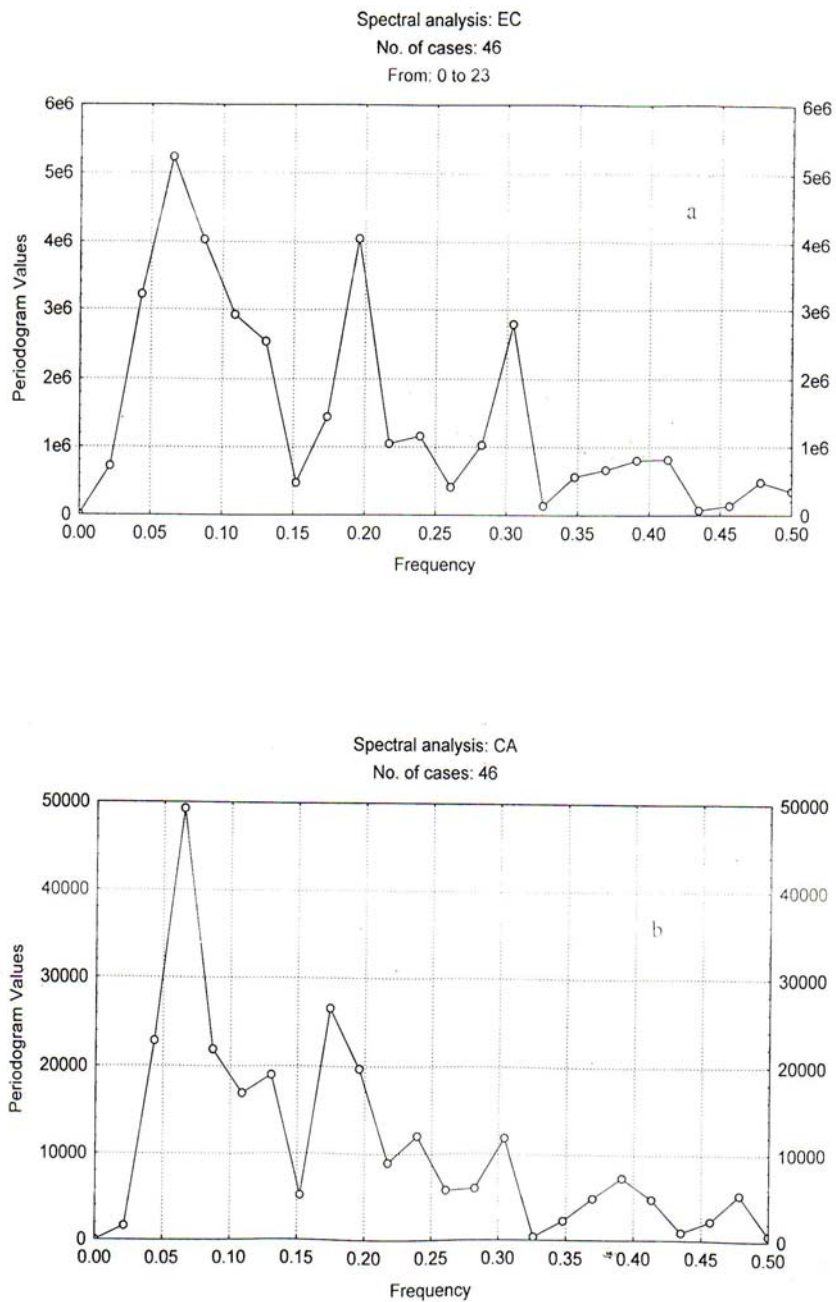 Spectral analysis: EC
No. of cases: 46
From: 0 to 23
6e6
5e6
4e6
3e6
2e6
1e6
0
6e6
5e6
4e6
3e6
2e6
1e6
0
a
Periodogram Values
0.00 0.05 0.10 0.15 0.20 0.25 0.30 0.35 0.40 0.45 0.50
Frequency
Spectral analysis: CA
No. of cases: 46
50000
40000
30000
20000
10000
0
50000
40000
30000
20000
10000
0
b
Periodogram Values
0.00 0.05 0.10 0.15 0.20 0.25 0.30 0.35 0.40 0.45 0.50
Frequency